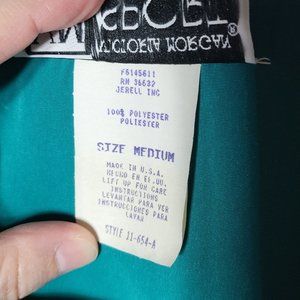 VICTORIA MORGAN
®
F6145611
RN 36632
JERELL INC
100% POLYESTER
POLIESTER
SIZE MEDIUM
MADE IN U.S.A.
HECHO EN EE.UU.
LIFT UP FOR CARE
INSTRUCTIONS
LEVANTAR PARA VER
INSTRUCCIONES PARA
LAVAR
STYLE 11-654-A